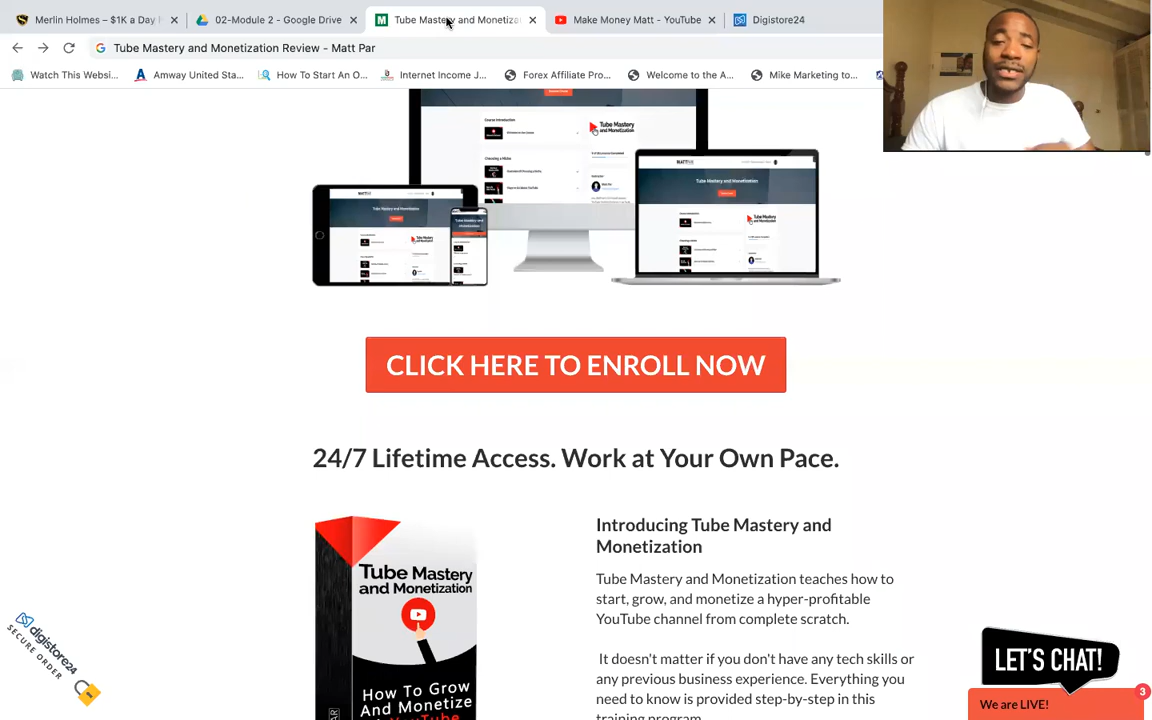 Merlin Holmes – $1K a Day
02-Module 2 - Google Drive
Tube Mastery and Monetiza
Make Money Matt - YouTube
Digistore24
Tube Mastery and Monetization Review - Matt Par
Watch This Websi...
Amway United Sta...
How To Start An O...
Internet Income J...
Forex Affiliate Pro...
Welcome to the A...
Mike Marketing to...
Tube Mastery
and Monetization
CLICK HERE TO ENROLL NOW
24/7 Lifetime Access. Work at Your Own Pace.
Tube Mastery
and Monetization
How To Grow
And Monetize
Introducing Tube Mastery and
Monetization
Tube Mastery and Monetization teaches how to
start, grow, and monetize a hyper-profitable
YouTube channel from complete scratch.
It doesn't matter if you don't have any tech skills or
any previous business experience. Everything you
need to know is provided step-by-step in this
training program.
digistore24
SECURE ORDER
LET'S CHAT!
We are LIVE!
3